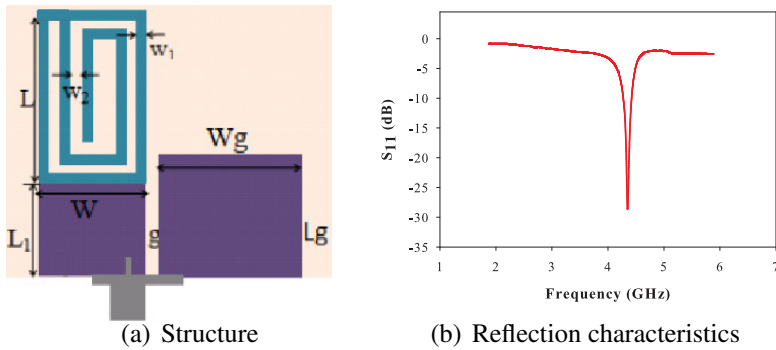 L
w₁
w₂
Wg
W
L₁
g
Lg
(a) Structure
0
-5
-10
-15
-20
-25
-30
-35
S₁₁ (dB)
1 2 3 4 5 6 7
Frequency (GHz)
(b) Reflection characteristics